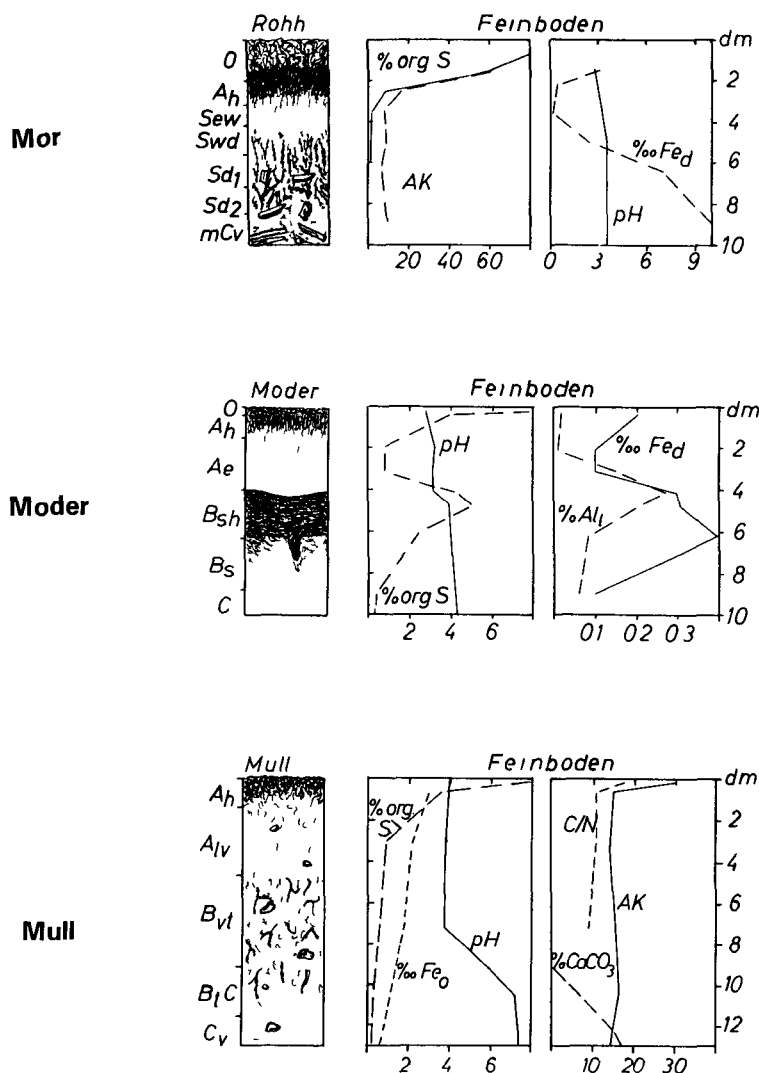 Mor
Rohh
Feinboden
dm
O
Ah
Sew
Swd
Sd1
Sd2
mCv
% org S
AK
‰ Fed
pH
2
4
6
8
10
20 40 60
0 3 6 9
Moder
Moder
Feinboden
dm
O
Ah
Ae
Bsh
Bs
C
pH
% org S
‰ Fed
% Al1
2
4
6
8
10
2 4 6
01 02 03
Mull
Mull
Feinboden
dm
Ah
Alv
Bvt
BtC
Cv
% org
S
pH
‰ Feo
C/N
AK
% CaCO3
2
4
6
8
10
12
2 4 6
10 20 30